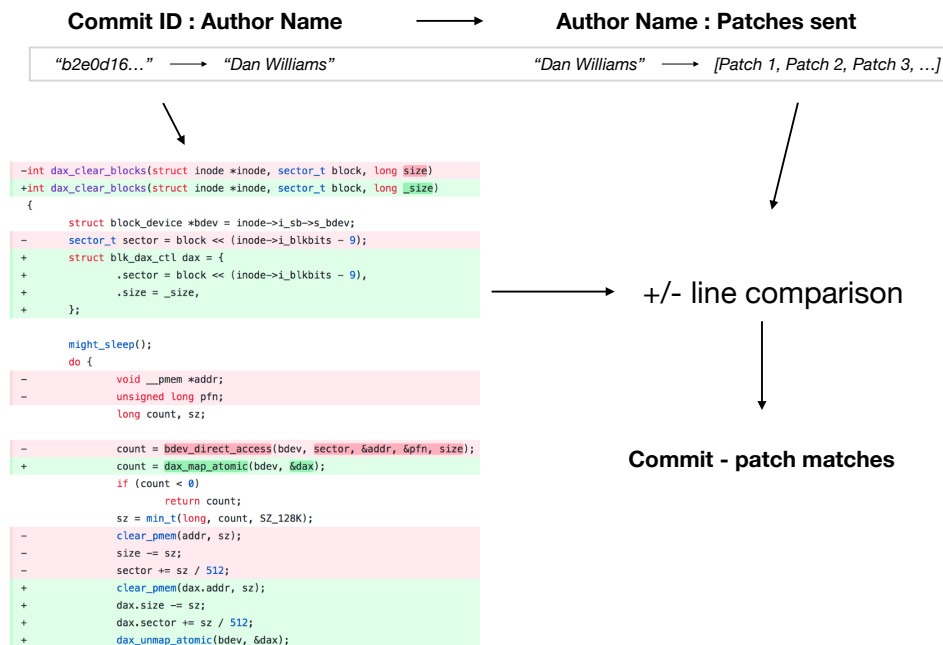 Commit ID : Author Name
Author Name : Patches sent
“b2e0d16…”
“Dan Williams”
“Dan Williams”
[Patch 1, Patch 2, Patch 3, …]
-int dax_clear_blocks(struct inode *inode, sector_t block, long size)
+int dax_clear_blocks(struct inode *inode, sector_t block, long _size)
{
struct block_device *bdev = inode->i_sb->s_bdev;
- sector_t sector = block << (inode->i_blkbits - 9);
+ struct blk_dax_ctl dax = {
+ .sector = block << (inode->i_blkbits - 9),
+ .size = _size,
+ };
might_sleep();
do {
- void __pmem *addr;
- unsigned long pfn;
long count, sz;
- count = bdev_direct_access(bdev, sector, &addr, &pfn, size);
+ count = dax_map_atomic(bdev, &dax);
if (count < 0)
return count;
sz = min_t(long, count, SZ_128K);
- clear_pmem(addr, sz);
- size -= sz;
- sector += sz / 512;
+ clear_pmem(dax.addr, sz);
+ dax.size -= sz;
+ dax.sector += sz / 512;
+ dax_unmap_atomic(bdev, &dax);
+/- line comparison
Commit - patch matches